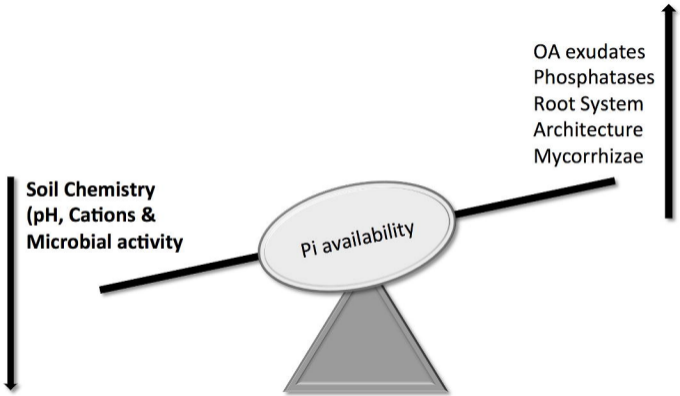 OA exudates
Phosphatases
Root System
Architecture
Mycorrhizae
Soil Chemistry
(pH, Cations &
Microbial activity
Pi availability